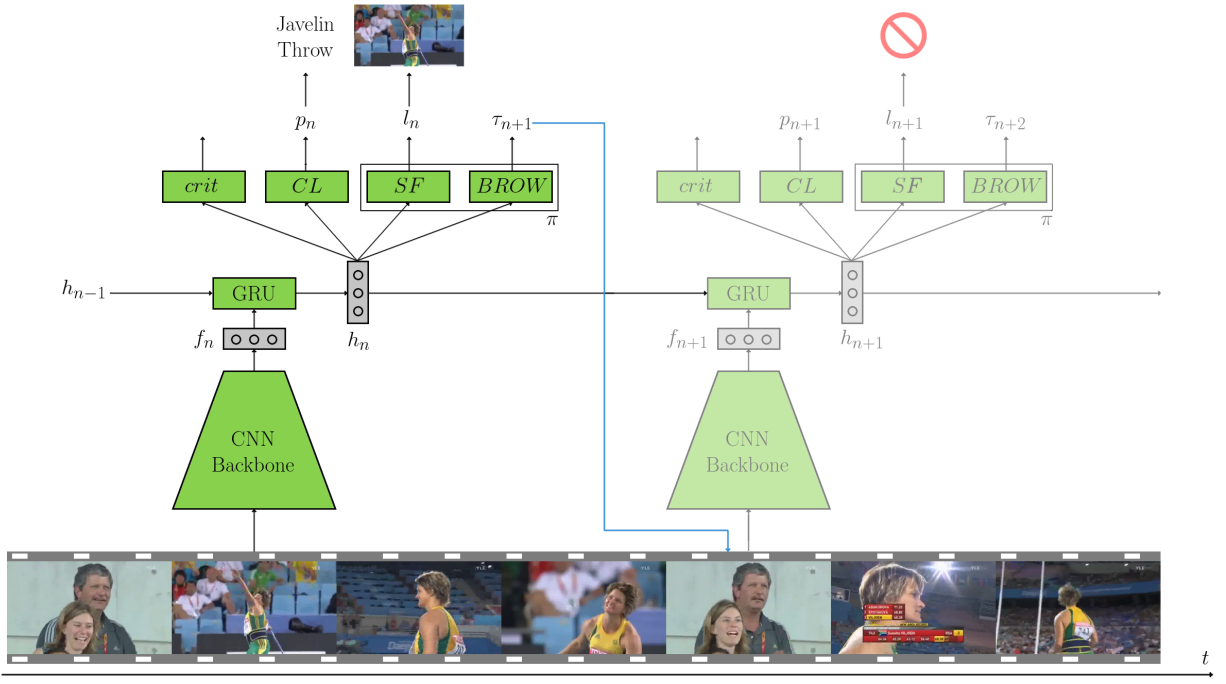 Javelin
Throw
p_n
l_n
τ_{n+1}
p_{n+1}
l_{n+1}
τ_{n+2}
crit
CL
SF
BROW
crit
CL
SF
BROW
π
π
h_{n−1}
GRU
GRU
f_n
h_n
f_{n+1}
h_{n+1}
CNN
Backbone
CNN
Backbone
t